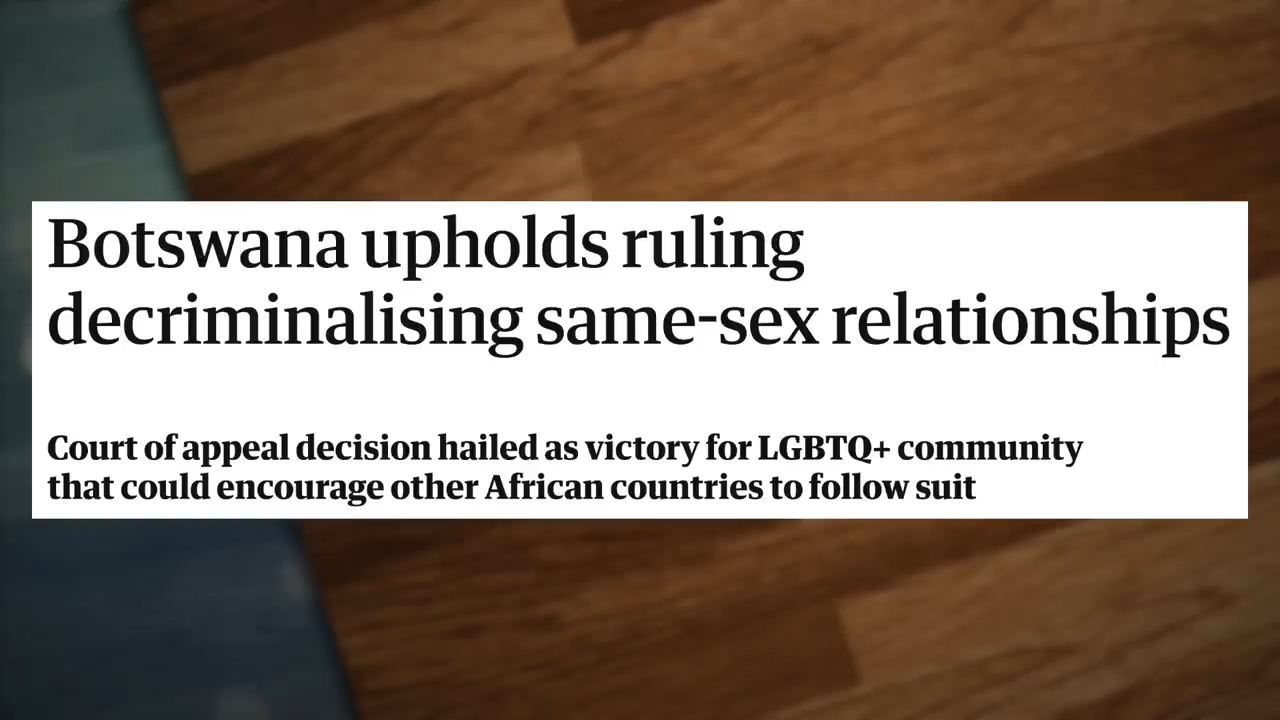 Botswana upholds ruling
decriminalising same-sex relationships
Court of appeal decision hailed as victory for LGBTQ+ community
that could encourage other African countries to follow suit